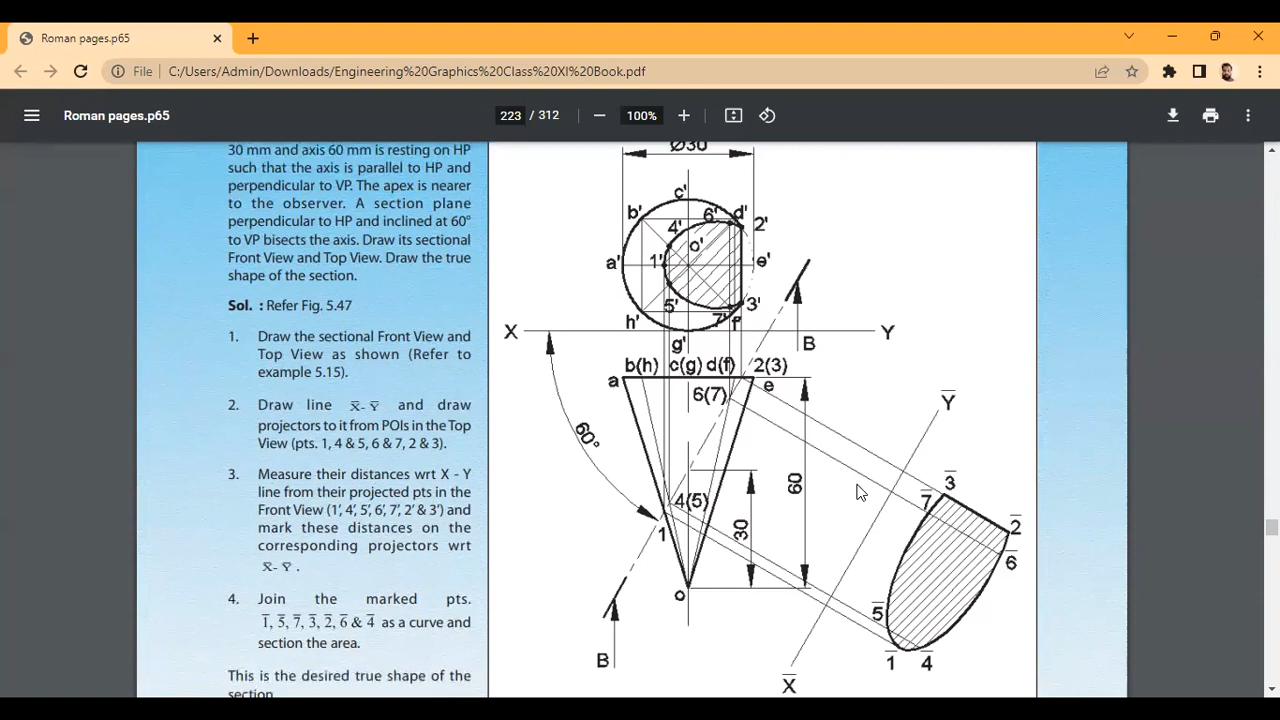 Roman pages.p65
File C:/Users/Admin/Downloads/Engineering%20Graphics%20Class%20XI%20Book.pdf
Roman pages.p65
223 / 312
100%
30 mm and axis 60 mm is resting on HP
such that the axis is parallel to HP and
perpendicular to VP. The apex is nearer
to the observer. A section plane
perpendicular to HP and inclined at 60°
to VP bisects the axis. Draw its sectional
Front View and Top View. Draw the true
shape of the section.
Sol. : Refer Fig. 5.47
1. Draw the sectional Front View and
Top View as shown (Refer to
example 5.15).
2. Draw line X̄-Ȳ and draw
projectors to it from POIs in the Top
View (pts. 1, 4 & 5, 6 & 7, 2 & 3).
3. Measure their distances wrt X - Y
line from their projected pts in the
Front View (1', 4', 5', 6', 7', 2' & 3') and
mark these distances on the
corresponding projectors wrt
X̄-Ȳ .
4. Join the marked pts.
1̄, 5̄, 7̄, 3̄, 2̄, 6̄ & 4̄ as a curve and
section the area.
This is the desired true shape of the
section.
Ø30
c'
b' 6' d'
4' 2'
o'
a' 1' e'
5' 3'
h' 7' f'
X Y
g' B
b(h) c(g) d(f) 2(3)
a e
6(7)
Ȳ
60°
60
4(5) 3̄
7̄
30 2̄
1
6̄
o 5̄
B 1̄ 4̄
X̄